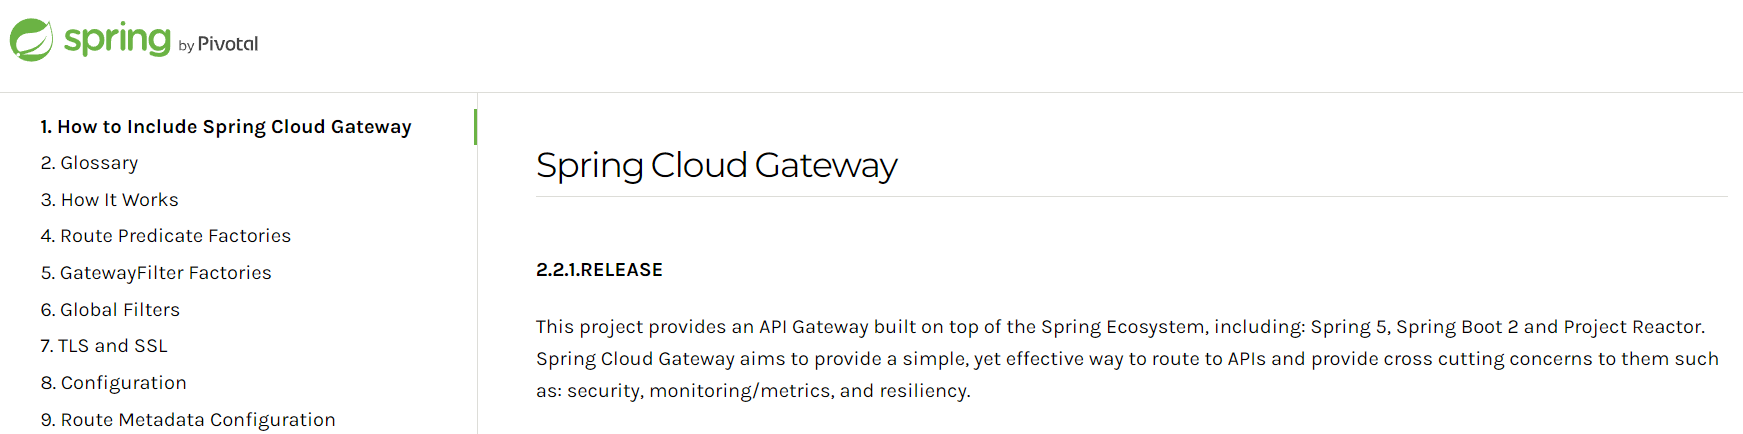 spring by Pivotal
1. How to Include Spring Cloud Gateway
2. Glossary
3. How It Works
4. Route Predicate Factories
5. GatewayFilter Factories
6. Global Filters
7. TLS and SSL
8. Configuration
9. Route Metadata Configuration
Spring Cloud Gateway
2.2.1.RELEASE
This project provides an API Gateway built on top of the Spring Ecosystem, including: Spring 5, Spring Boot 2 and Project Reactor.
Spring Cloud Gateway aims to provide a simple, yet effective way to route to APIs and provide cross cutting concerns to them such
as: security, monitoring/metrics, and resiliency.